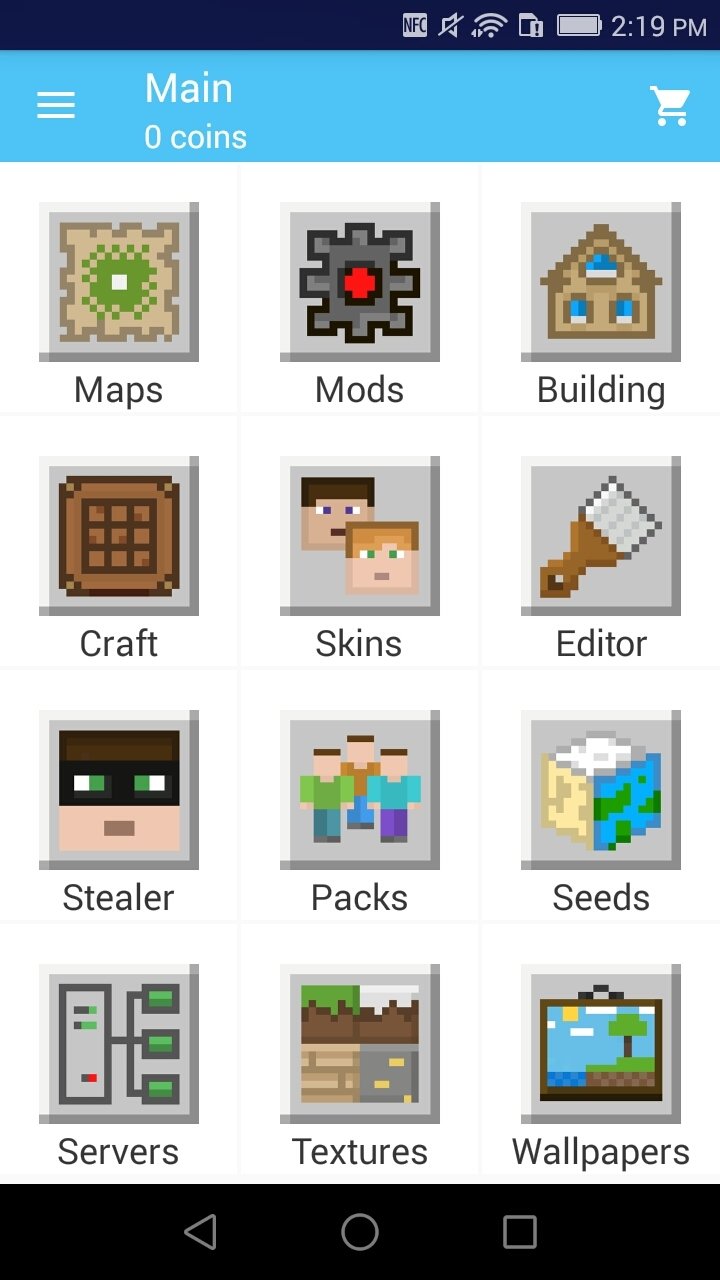 NFC 2:19 PM
Main
0 coins
Maps Mods Building
Craft Skins Editor
Stealer Packs Seeds
Servers Textures Wallpapers